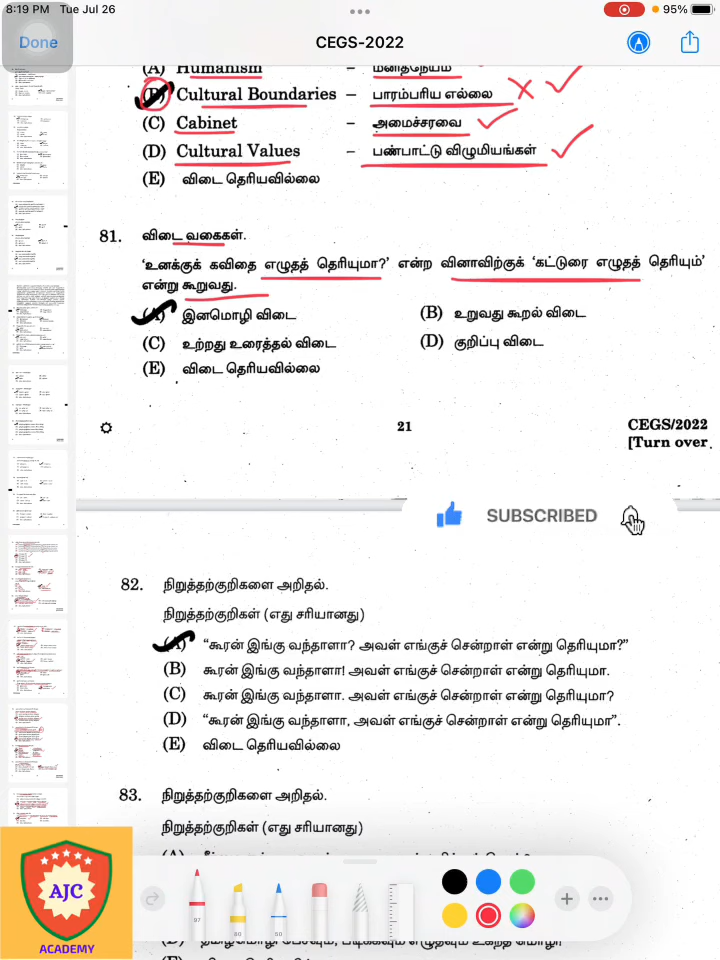 8:19 PM Tue Jul 26
95%
Done
CEGS-2022
(A) Humanism – மனிதநேயம்
(B) Cultural Boundaries – பாரம்பரிய எல்லை
(C) Cabinet – அமைச்சரவை
(D) Cultural Values – பண்பாட்டு விழுமியங்கள்
(E) விடை தெரியவில்லை
81. விடை வகைகள்.
‘உனக்குக் கவிதை எழுதத் தெரியுமா?’ என்ற வினாவிற்குக் ‘கட்டுரை எழுதத் தெரியும்’
என்று கூறுவது.
(A) இனமொழி விடை (B) உறுவது கூறல் விடை
(C) உற்றது உரைத்தல் விடை (D) குறிப்பு விடை
(E) விடை தெரியவில்லை
21
CEGS/2022
[Turn over
SUBSCRIBED
82. நிறுத்தற்குறிகளை அறிதல்.
நிறுத்தற்குறிகள் (எது சரியானது)
(A) “கூரன் இங்கு வந்தாளா? அவள் எங்குச் சென்றாள் என்று தெரியுமா?”
(B) கூரன் இங்கு வந்தாளா! அவள் எங்குச் சென்றாள் என்று தெரியுமா.
(C) கூரன் இங்கு வந்தாளா. அவள் எங்குச் சென்றாள் என்று தெரியுமா?
(D) “கூரன் இங்கு வந்தாளா, அவள் எங்குச் சென்றாள் என்று தெரியுமா”.
(E) விடை தெரியவில்லை
83. நிறுத்தற்குறிகளை அறிதல்.
நிறுத்தற்குறிகள் (எது சரியானது)
AJC
ACADEMY
97
80
50